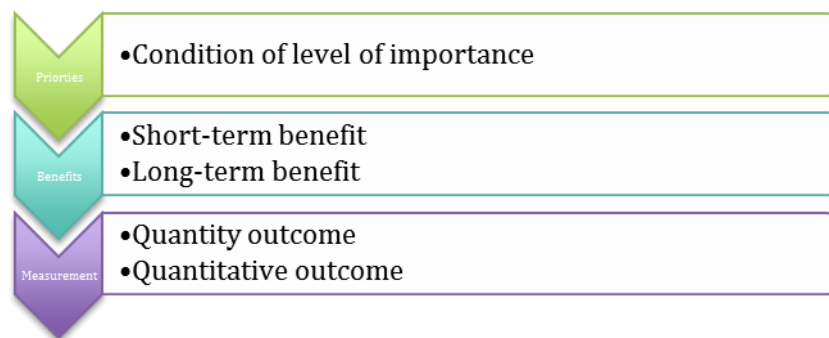 Priorties
•Condition of level of importance
Benefits
•Short-term benefit
•Long-term benefit
Measurement
•Quantity outcome
•Quantitative outcome